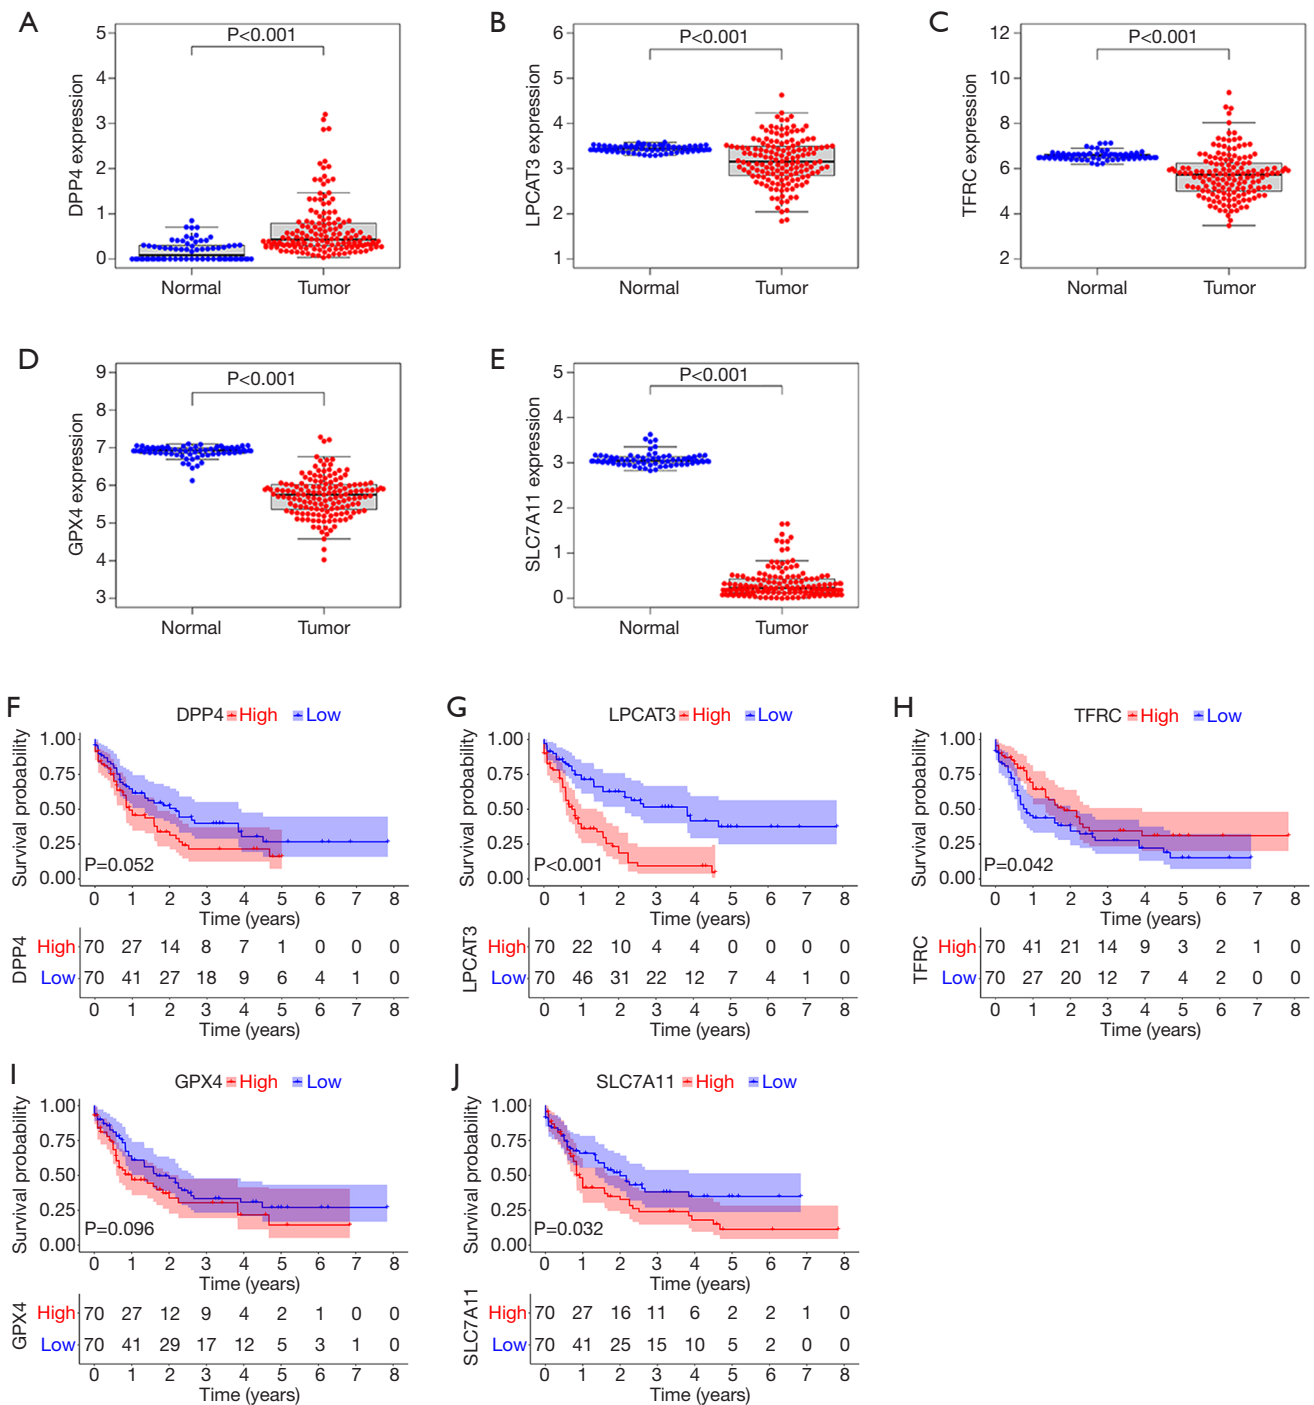 A
B
C
P<0.001
P<0.001
P<0.001
DPP4 expression
LPCAT3 expression
TFRC expression
5
4
3
2
1
0
6
5
4
3
2
1
12
10
8
6
4
2
Normal Tumor
Normal Tumor
Normal Tumor
D
E
P<0.001
P<0.001
GPX4 expression
SLC7A11 expression
9
8
7
6
5
4
3
5
4
3
2
1
0
Normal Tumor
Normal Tumor
F
DPP4 High Low
Survival probability
1.00
0.75
0.50
0.25
0.00
P=0.052
0 1 2 3 4 5 6 7 8
Time (years)
DPP4
High 70 27 14 8 7 1 0 0 0
Low 70 41 27 18 9 6 4 1 0
0 1 2 3 4 5 6 7 8
Time (years)
G
LPCAT3 High Low
Survival probability
1.00
0.75
0.50
0.25
0.00
P<0.001
0 1 2 3 4 5 6 7 8
Time (years)
LPCAT3
High 70 22 10 4 4 0 0 0 0
Low 70 46 31 22 12 7 4 1 0
0 1 2 3 4 5 6 7 8
Time (years)
H
TFRC High Low
Survival probability
1.00
0.75
0.50
0.25
0.00
P=0.042
0 1 2 3 4 5 6 7 8
Time (years)
TFRC
High 70 41 21 14 9 3 2 1 0
Low 70 27 20 12 7 4 2 0 0
0 1 2 3 4 5 6 7 8
Time (years)
I
GPX4 High Low
Survival probability
1.00
0.75
0.50
0.25
0.00
P=0.096
0 1 2 3 4 5 6 7 8
Time (years)
GPX4
High 70 27 12 9 4 2 1 0 0
Low 70 41 29 17 12 5 3 1 0
0 1 2 3 4 5 6 7 8
Time (years)
J
SLC7A11 High Low
Survival probability
1.00
0.75
0.50
0.25
0.00
P=0.032
0 1 2 3 4 5 6 7 8
Time (years)
SLC7A11
High 70 27 16 11 6 2 2 1 0
Low 70 41 25 15 10 5 2 0 0
0 1 2 3 4 5 6 7 8
Time (years)